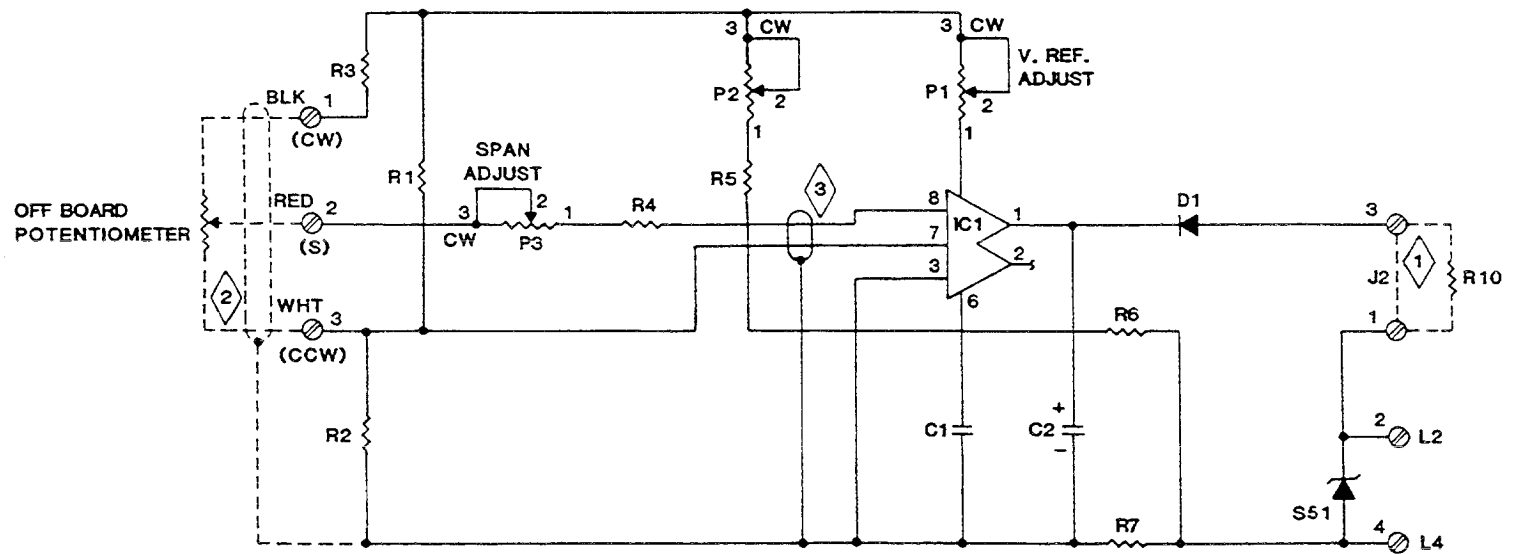 3 CW
3 CW
R3
V. REF.
ADJUST
BLK 1
P2 2
P1 2
(CW)
1
1
SPAN
ADJUST
R1
R5
3
RED 2
3 2 1
R4
8
IC1
1
D1
3
OFF BOARD
POTENTIOMETER
(S)
CW P3
7
2
3
J2
1
R10
2
WHT 3
6
R6
1
(CCW)
+
R2
C1
C2
-
2 L2
S51
R7
4 L4